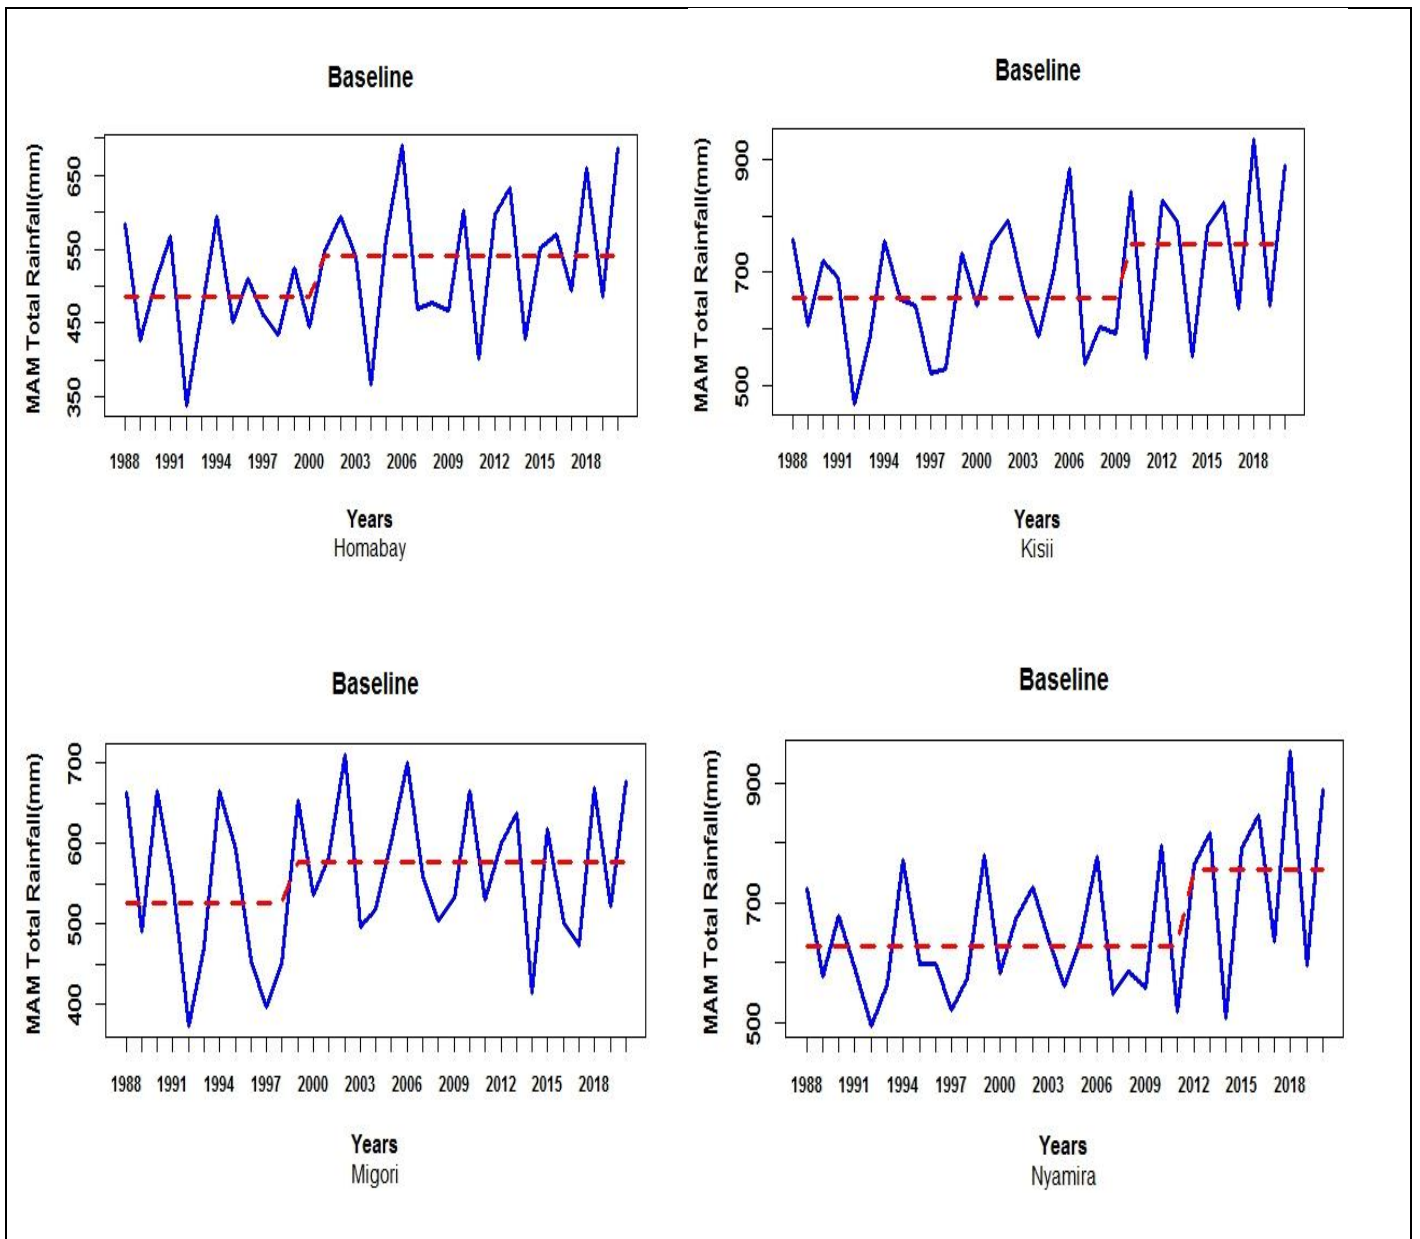 Baseline
MAM Total Rainfall(mm)
650
550
450
350
1988 1991 1994 1997 2000 2003 2006 2009 2012 2015 2018
Years
Homabay
Baseline
MAM Total Rainfall(mm)
900
700
500
1988 1991 1994 1997 2000 2003 2006 2009 2012 2015 2018
Years
Kisii
Baseline
MAM Total Rainfall(mm)
700
600
500
400
1988 1991 1994 1997 2000 2003 2006 2009 2012 2015 2018
Years
Migori
Baseline
MAM Total Rainfall(mm)
900
700
500
1988 1991 1994 1997 2000 2003 2006 2009 2012 2015 2018
Years
Nyamira